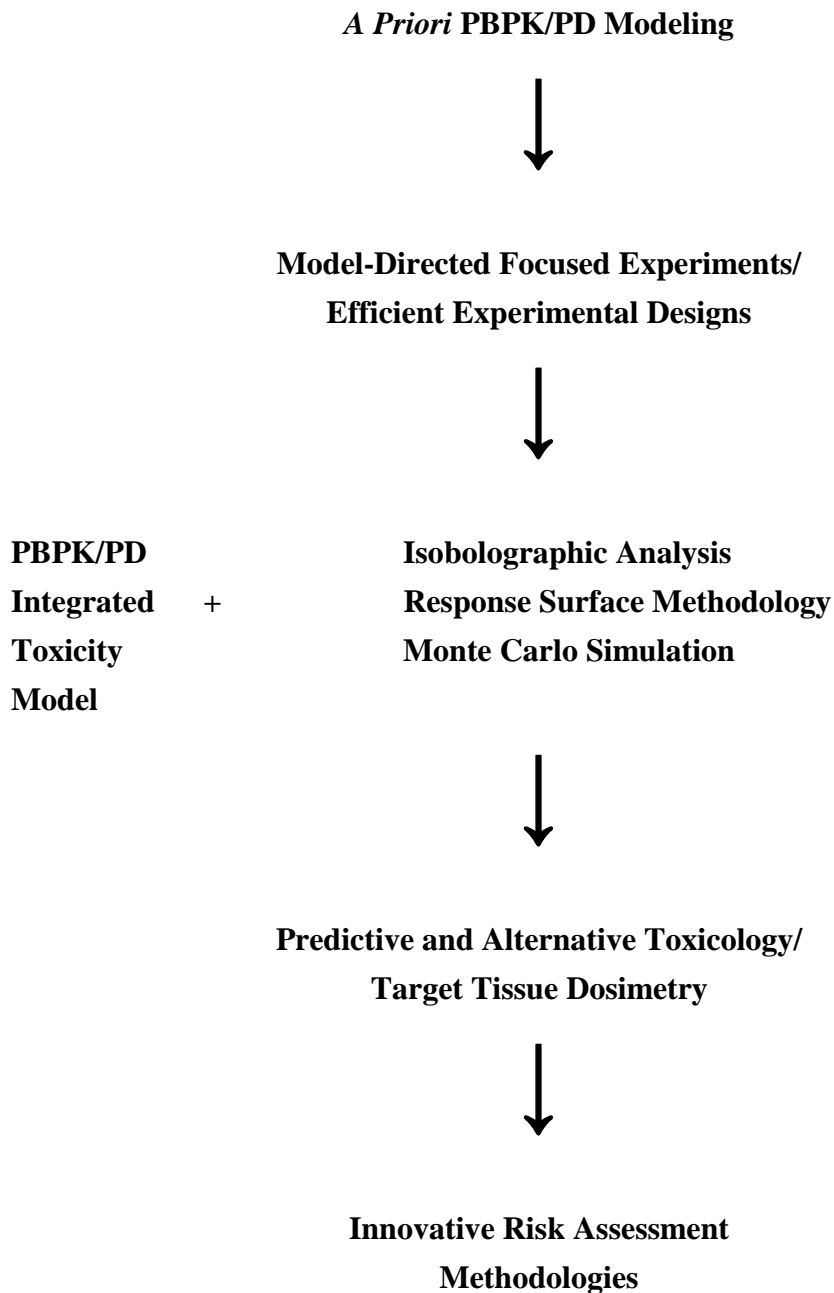 A Priori PBPK/PD Modeling
Model-Directed Focused Experiments/
Efficient Experimental Designs
PBPK/PD Isobolographic Analysis
Integrated + Response Surface Methodology
Toxicity Monte Carlo Simulation
Model
Predictive and Alternative Toxicology/
Target Tissue Dosimetry
Innovative Risk Assessment
Methodologies